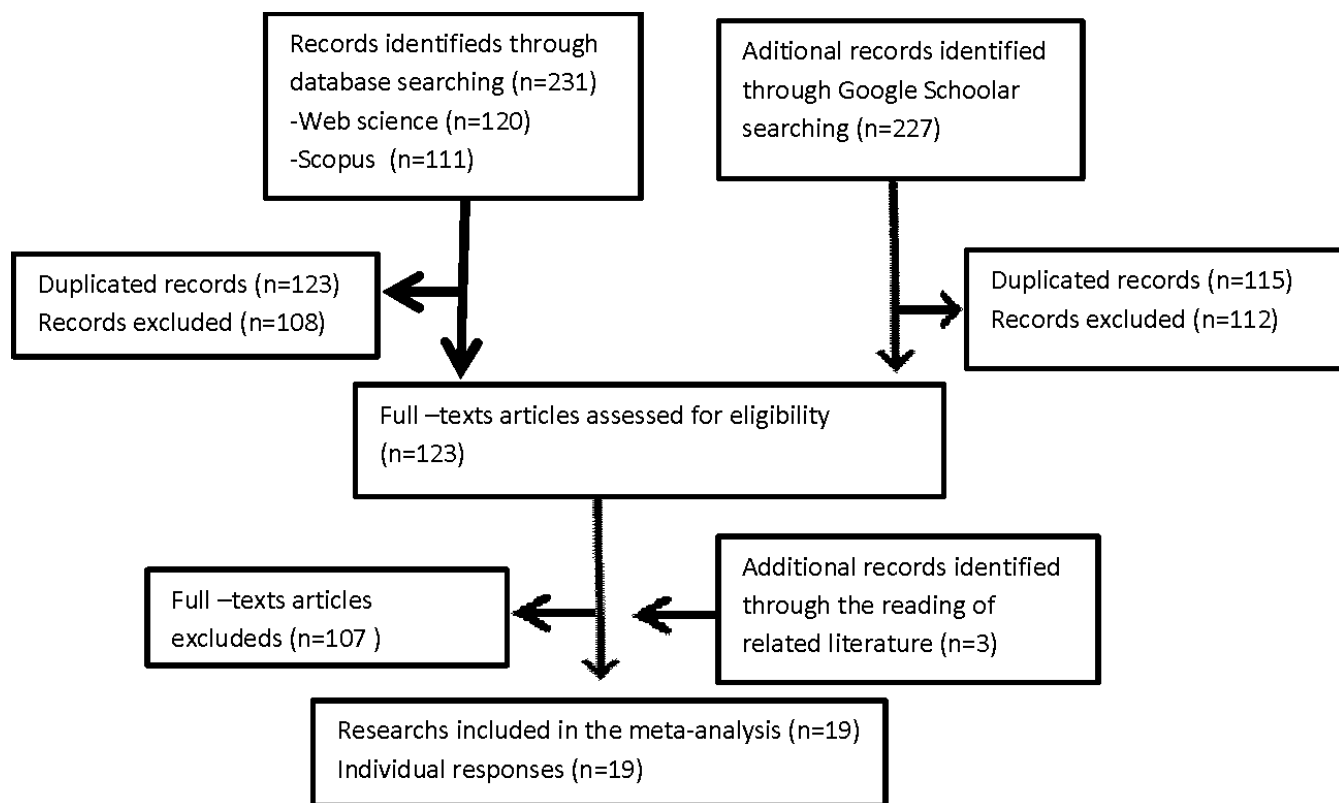 Records identifieds through
database searching (n=231)
-Web science (n=120)
-Scopus  (n=111)
Aditional records identified
through Google Schoolar
searching (n=227)
Duplicated records (n=123)
Records excluded (n=108)
Duplicated records (n=115)
Records excluded (n=112)
Full –texts articles assessed for eligibility
(n=123)
Full –texts articles
excludeds (n=107 )
Additional records identified
through the reading of
related literature (n=3)
Researchs included in the meta-analysis (n=19)
Individual responses (n=19)